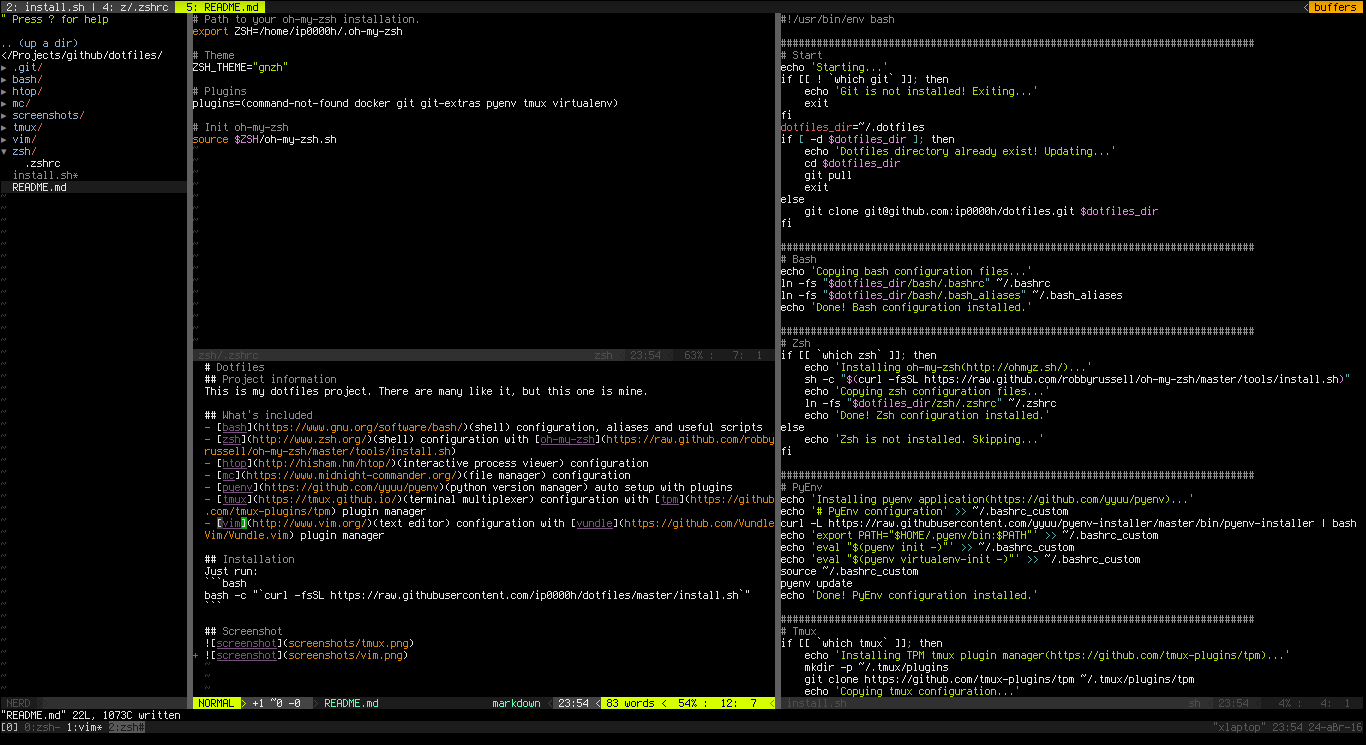 2: install.sh | 4: z/.zshrc 5: README.md buffers
" Press ? for help
.. (up a dir)
</Projects/github/dotfiles/
▸ .git/
▸ bash/
▸ htop/
▸ mc/
▸ screenshots/
▸ tmux/
▸ vim/
▾ zsh/
.zshrc
install.sh*
README.md
NERD
# Path to your oh-my-zsh installation.
export ZSH=/home/ip0000h/.oh-my-zsh
# Theme
ZSH_THEME="gnzh"
# Plugins
plugins=(command-not-found docker git git-extras pyenv tmux virtualenv)
# Init oh-my-zsh
source $ZSH/oh-my-zsh.sh
zsh/.zshrc zsh 23:54 63% : 7: 1
# Dotfiles
## Project information
This is my dotfiles project. There are many like it, but this one is mine.
## What's included
- [bash](https://www.gnu.org/software/bash/)(shell) configuration, aliases and useful scripts
- [zsh](http://www.zsh.org/)(shell) configuration with [oh-my-zsh](https://raw.github.com/robby
russell/oh-my-zsh/master/tools/install.sh)
- [htop](http://hisham.hm/htop/)(interactive process viewer) configuration
- [mc](https://www.midnight-commander.org/)(file manager) configuration
- [pyenv](https://github.com/yyuu/pyenv)(python version manager) auto setup with plugins
- [tmux](https://tmux.github.io/)(terminal multiplexer) configuration with [tpm](https://github
.com/tmux-plugins/tpm) plugin manager
- [vim](http://www.vim.org/)(text editor) configuration with [vundle](https://github.com/Vundle
Vim/Vundle.vim) plugin manager
## Installation
Just run:
```bash
bash -c "`curl -fsSL https://raw.githubusercontent.com/ip0000h/dotfiles/master/install.sh`"
```
## Screenshot
![screenshot](screenshots/tmux.png)
+ ![screenshot](screenshots/vim.png)
NORMAL +1 ~0 -0 README.md markdown 23:54 83 words 54% : 12: 7
#!/usr/bin/env bash
###############################################################################
# Start
echo 'Starting...'
if [[ ! `which git` ]]; then
echo 'Git is not installed! Exiting...'
exit
fi
dotfiles_dir=~/.dotfiles
if [ -d $dotfiles_dir ]; then
echo 'Dotfiles directory already exist! Updating...'
cd $dotfiles_dir
git pull
exit
else
git clone git@github.com:ip0000h/dotfiles.git $dotfiles_dir
fi
###############################################################################
# Bash
echo 'Copying bash configuration files...'
ln -fs "$dotfiles_dir/bash/.bashrc" ~/.bashrc
ln -fs "$dotfiles_dir/bash/.bash_aliases" ~/.bash_aliases
echo 'Done! Bash configuration installed.'
###############################################################################
# Zsh
if [[ `which zsh` ]]; then
echo 'Installing oh-my-zsh(http://ohmyz.sh/)...'
sh -c "$(curl -fsSL https://raw.github.com/robbyrussell/oh-my-zsh/master/tools/install.sh)"
echo 'Copying zsh configuration files...'
ln -fs "$dotfiles_dir/zsh/.zshrc" ~/.zshrc
echo 'Done! Zsh configuration installed.'
else
echo 'Zsh is not installed. Skipping...'
fi
###############################################################################
# PyEnv
echo 'Installing pyenv application(https://github.com/yyuu/pyenv)...'
echo '# PyEnv configuration' >> ~/.bashrc_custom
curl -L https://raw.githubusercontent.com/yyuu/pyenv-installer/master/bin/pyenv-installer | bash
echo 'export PATH="$HOME/.pyenv/bin:$PATH"' >> ~/.bashrc_custom
echo 'eval "$(pyenv init -)"' >> ~/.bashrc_custom
echo 'eval "$(pyenv virtualenv-init -)"' >> ~/.bashrc_custom
source ~/.bashrc_custom
pyenv update
echo 'Done! PyEnv configuration installed.'
###############################################################################
# Tmux
if [[ `which tmux` ]]; then
echo 'Installing TPM tmux plugin manager(https://github.com/tmux-plugins/tpm)...'
mkdir -p ~/.tmux/plugins
git clone https://github.com/tmux-plugins/tpm ~/.tmux/plugins/tpm
echo 'Copying tmux configuration...'
install.sh sh 23:54 4% : 4: 1
"README.md" 22L, 1073C written
[0] 0:zsh- 1:vim* 2:zsh# "xlaptop" 23:54 24-aBr-16